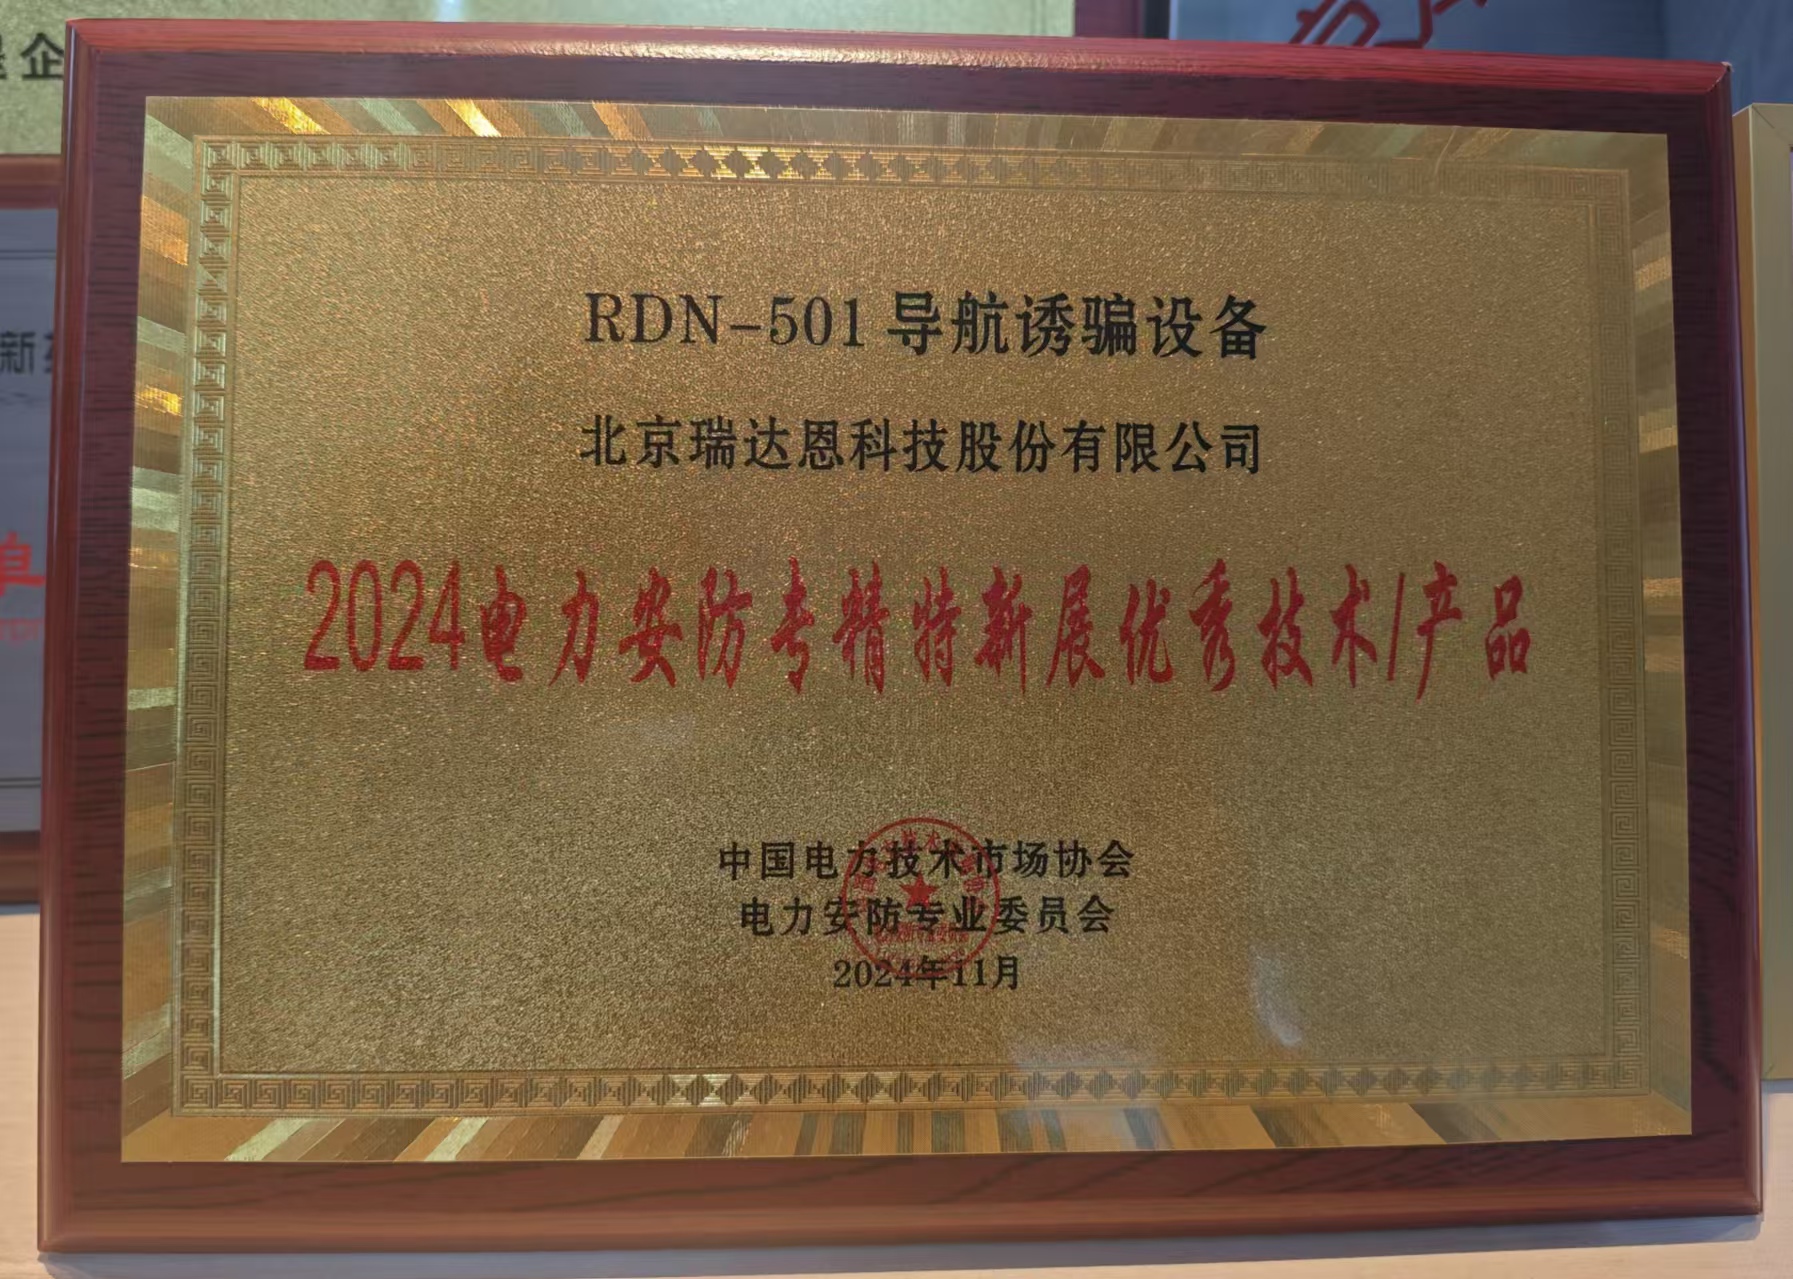 RDN-501 导航诱骗设备
北京瑞达恩科技股份有限公司
2024电力安防专精特新展优秀技术/产品
中国电力技术市场协会
电力安防专业委员会
2024年11月
企
新